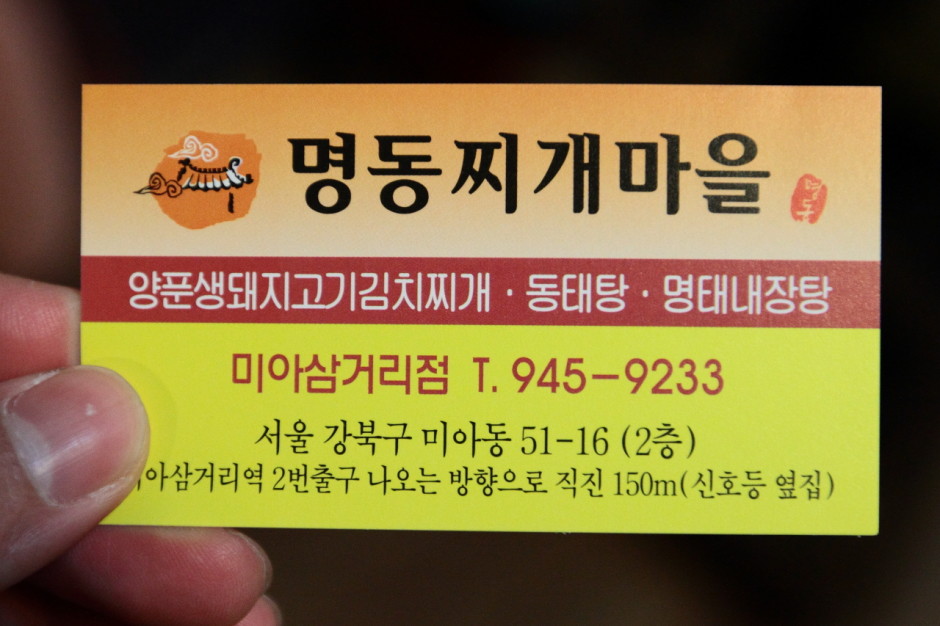 명동찌개마을
명동
양푼생돼지고기김치찌개 · 동태탕 · 명태내장탕
미아삼거리점 T. 945-9233
서울 강북구 미아동 51-16 (2층)
아삼거리역 2번출구 나오는 방향으로 직진 150m(신호등 옆집)